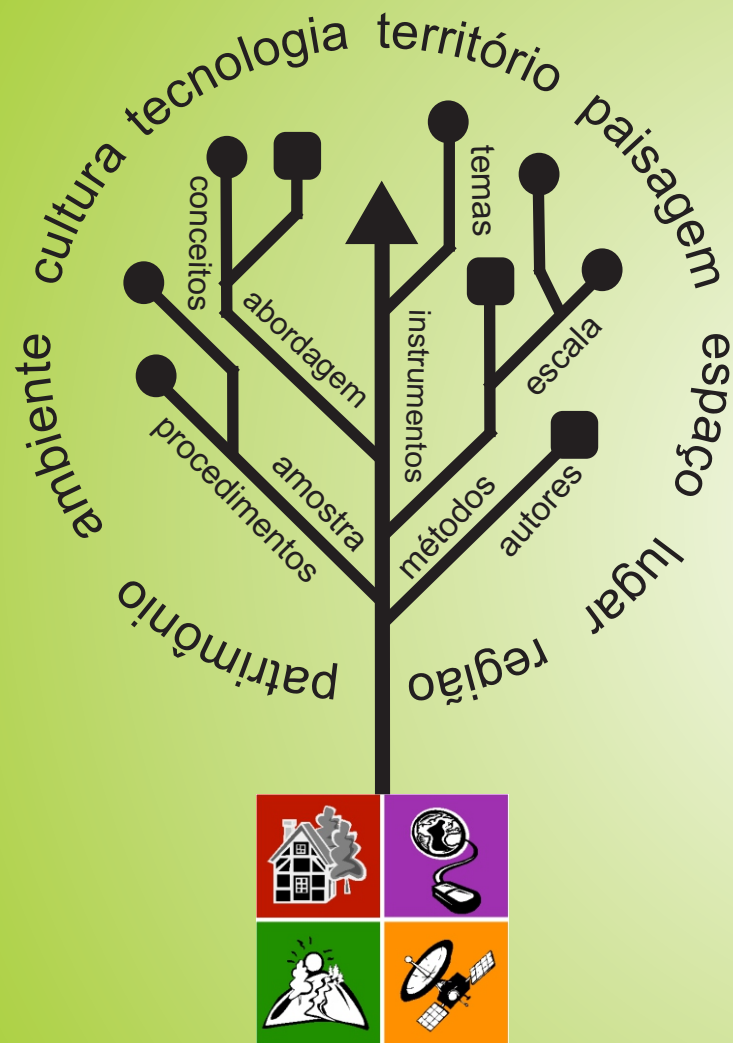 patrimônio ambiente cultura tecnologia território paisagem espaço lugar região
conceitos
abordagem
procedimentos
amostra
temas
instrumentos
escala
métodos
autores